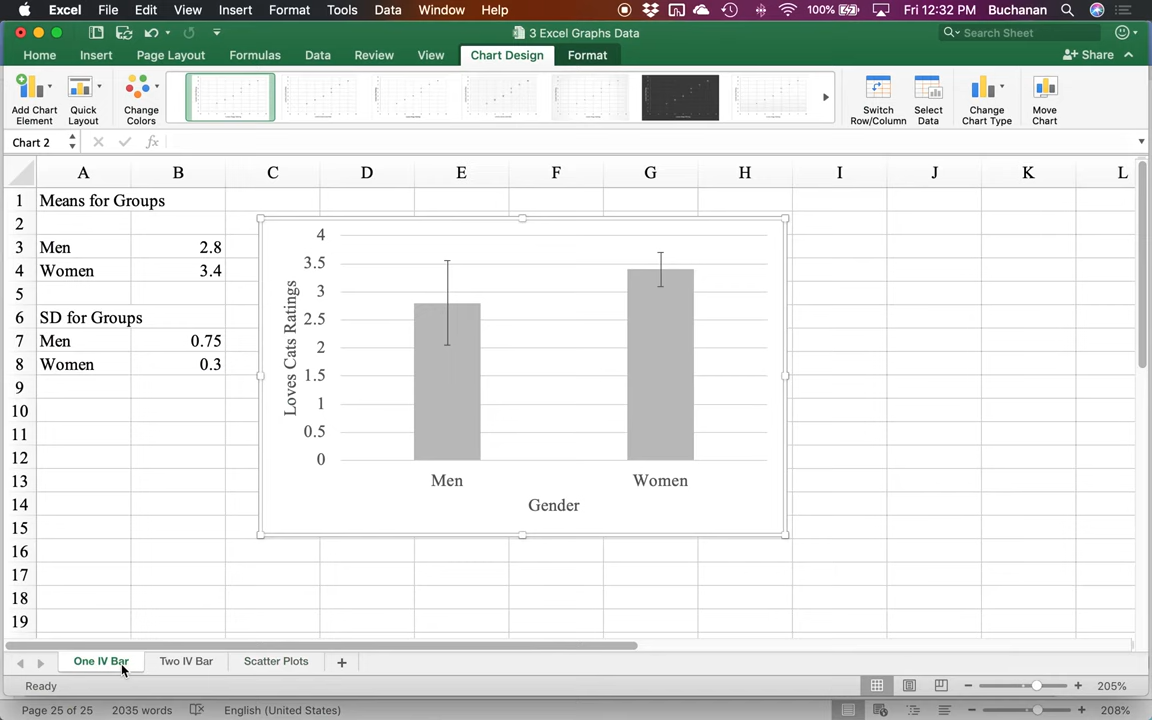 Excel File Edit View Insert Format Tools Data Window Help 100% Fri 12:32 PM Buchanan
3 Excel Graphs Data Search Sheet
Home Insert Page Layout Formulas Data Review View Chart Design Format Share
Add Chart Element Quick Layout Change Colors Switch Row/Column Select Data Change Chart Type Move Chart
Chart 2 fx
A B C D E F G H I J K L
1 Means for Groups
2
3 Men 2.8
4 Women 3.4
5
6 SD for Groups
7 Men 0.75
8 Women 0.3
9
10
11
12
13
14
15
16
17
18
19
4
3.5
3
2.5
2
1.5
1
0.5
0
Loves Cats Ratings
Men Women
Gender
One IV Bar Two IV Bar Scatter Plots +
Ready 205%
Page 25 of 25 2035 words English (United States) 208%